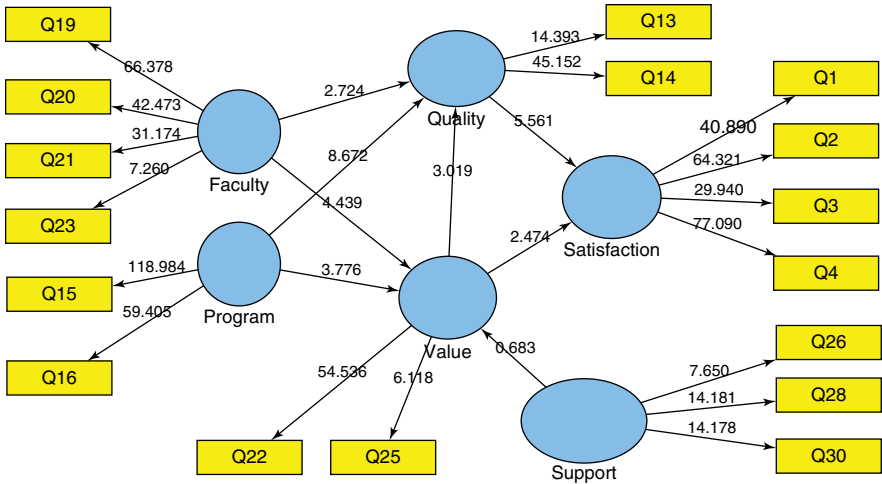 Q19
Q13
66.378
14.393
Q14
45.152
Q1
Q20
42.473
2.724
Quality
5.561
40.890
Q2
31.174
64.321
Q21
8.672
7.260
3.019
29.940
Q3
Faculty
4.439
77.090
Q23
2.474
Satisfaction
118.984
3.776
Q4
Q15
59.405
Program
Value
0.683
Q26
Q16
54.536
6.118
7.650
14.181
Q28
14.178
Q22
Q25
Support
Q30